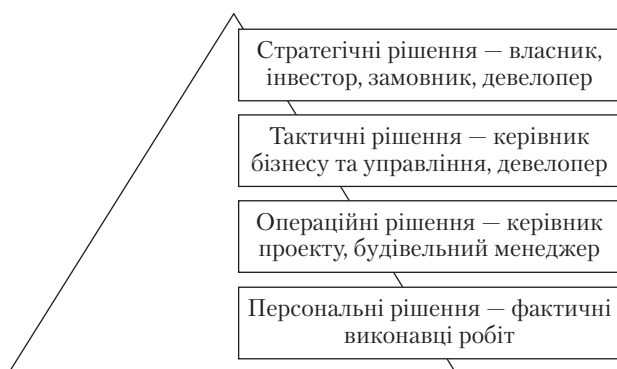 Стратегічні рішення — власник,
інвестор, замовник, девелопер
Тактичні рішення — керівник
бізнесу та управління, девелопер
Операційні рішення — керівник
проекту, будівельний менеджер
Персональні рішення — фактичні
виконавці робіт